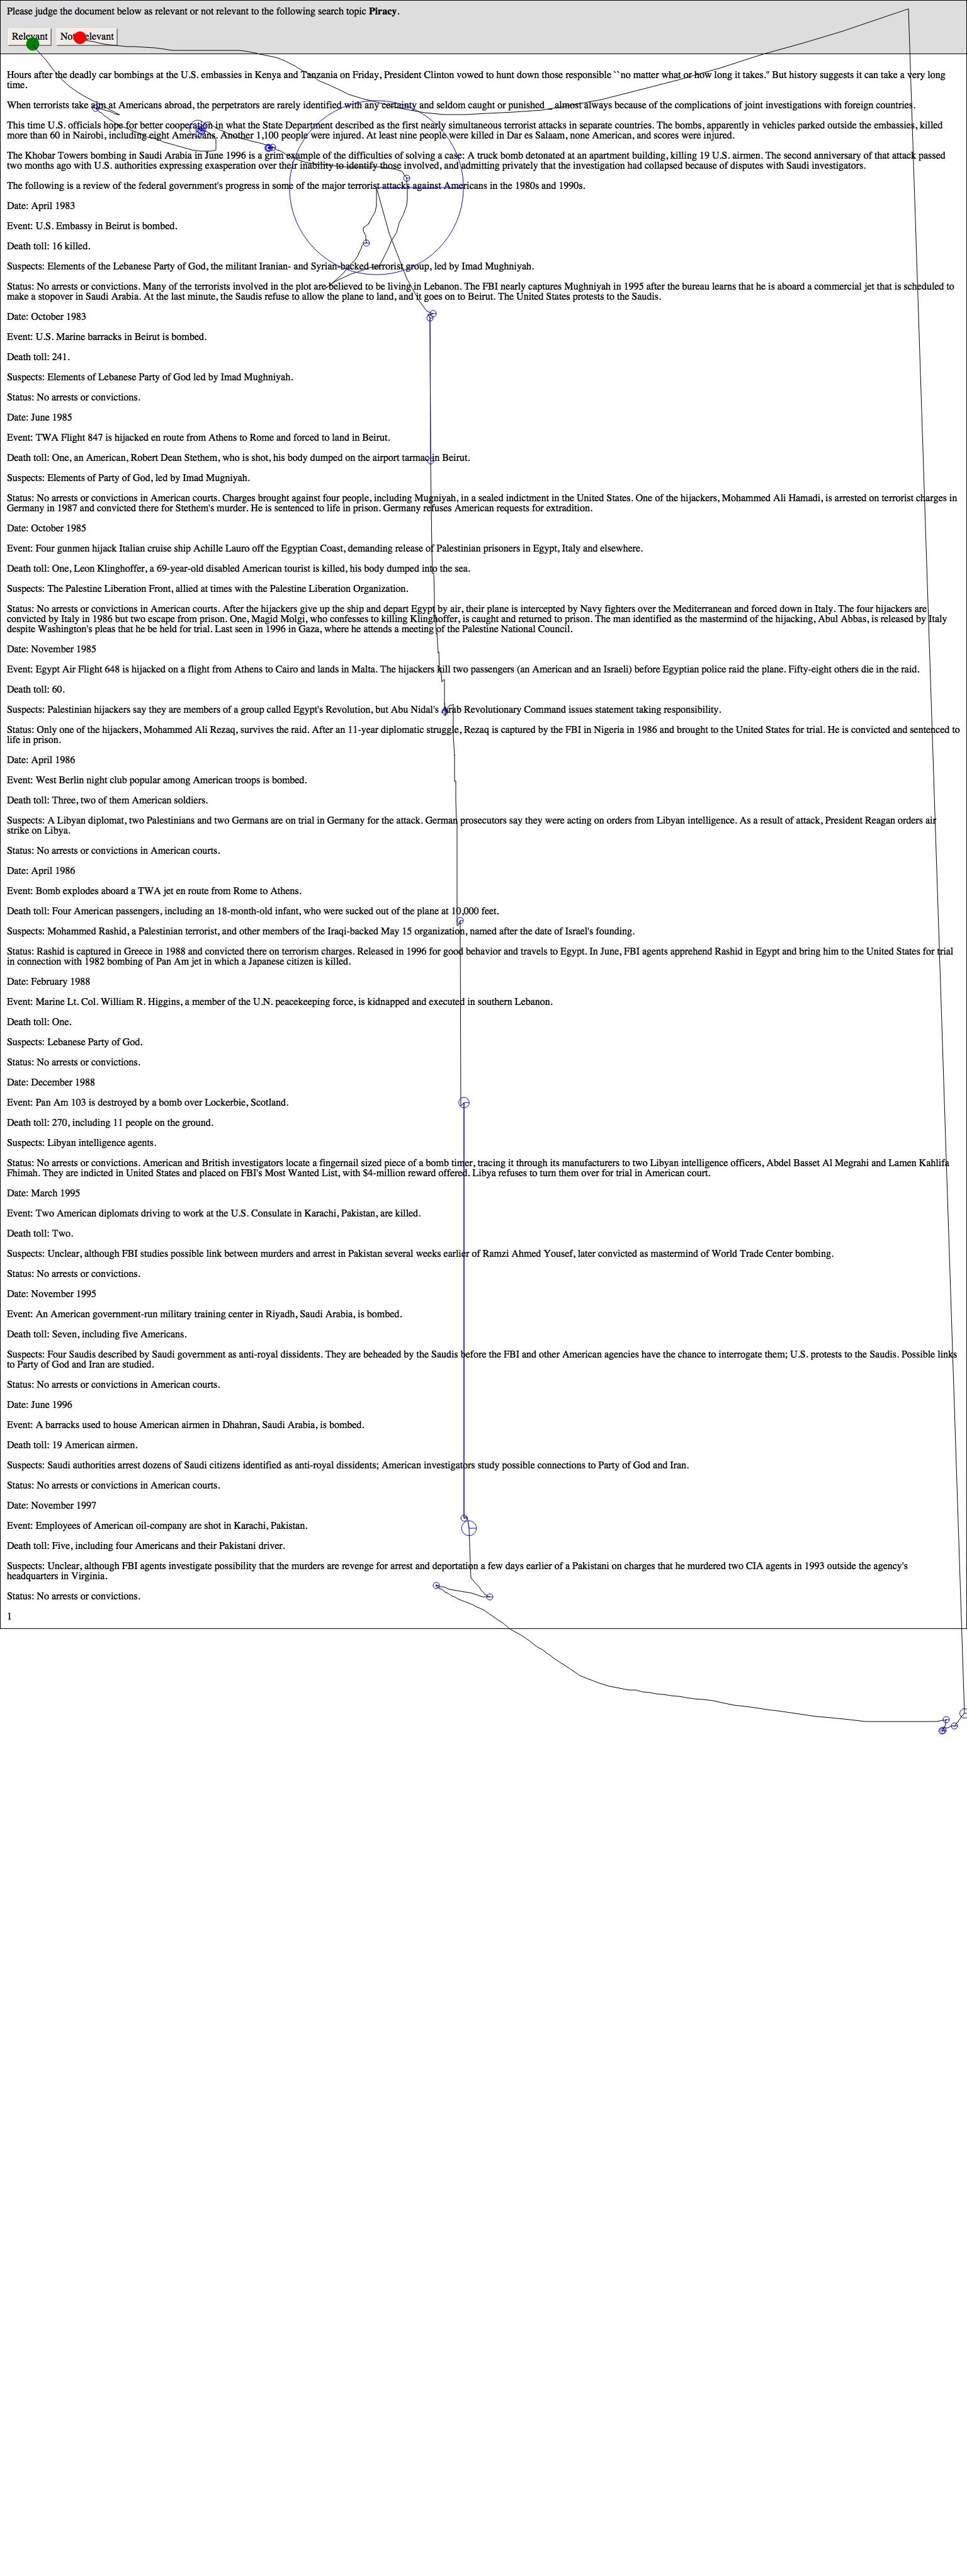 Please judge the document below as relevant or not relevant to the following search topic Piracy.
Relevant Not Relevant
Hours after the deadly car bombings at the U.S. embassies in Kenya and Tanzania on Friday, President Clinton vowed to hunt down those responsible ``no matter what or how long it takes.'' But history suggests it can take a very long
time.
When terrorists take aim at Americans abroad, the perpetrators are rarely identified with any certainty and seldom caught or punished _ almost always because of the complications of joint investigations with foreign countries.
This time U.S. officials hope for better cooperation in what the State Department described as the first nearly simultaneous terrorist attacks in separate countries. The bombs, apparently in vehicles parked outside the embassies, killed
more than 60 in Nairobi, including eight Americans. Another 1,100 people were injured. At least nine people were killed in Dar es Salaam, none American, and scores were injured.
The Khobar Towers bombing in Saudi Arabia in June 1996 is a grim example of the difficulties of solving a case: A truck bomb detonated at an apartment building, killing 19 U.S. airmen. The second anniversary of that attack passed
two months ago with U.S. authorities expressing exasperation over their inability to identify those involved, and admitting privately that the investigation had collapsed because of disputes with Saudi investigators.
The following is a review of the federal government's progress in some of the major terrorist attacks against Americans in the 1980s and 1990s.
Date: April 1983
Event: U.S. Embassy in Beirut is bombed.
Death toll: 16 killed.
Suspects: Elements of the Lebanese Party of God, the militant Iranian- and Syrian-backed terrorist group, led by Imad Mughniyah.
Status: No arrests or convictions. Many of the terrorists involved in the plot are believed to be living in Lebanon. The FBI nearly captures Mughniyah in 1995 after the bureau learns that he is aboard a commercial jet that is scheduled to
make a stopover in Saudi Arabia. At the last minute, the Saudis refuse to allow the plane to land, and it goes on to Beirut. The United States protests to the Saudis.
Date: October 1983
Event: U.S. Marine barracks in Beirut is bombed.
Death toll: 241.
Suspects: Elements of Lebanese Party of God led by Imad Mughniyah.
Status: No arrests or convictions.
Date: June 1985
Event: TWA Flight 847 is hijacked en route from Athens to Rome and forced to land in Beirut.
Death toll: One, an American, Robert Dean Stethem, who is shot, his body dumped on the airport tarmac in Beirut.
Suspects: Elements of Party of God, led by Imad Mugniyah.
Status: No arrests or convictions in American courts. Charges brought against four people, including Mugniyah, in a sealed indictment in the United States. One of the hijackers, Mohammed Ali Hamadi, is arrested on terrorist charges in
Germany in 1987 and convicted there for Stethem's murder. He is sentenced to life in prison. Germany refuses American requests for extradition.
Date: October 1985
Event: Four gunmen hijack Italian cruise ship Achille Lauro off the Egyptian Coast, demanding release of Palestinian prisoners in Egypt, Italy and elsewhere.
Death toll: One, Leon Klinghoffer, a 69-year-old disabled American tourist is killed, his body dumped into the sea.
Suspects: The Palestine Liberation Front, allied at times with the Palestine Liberation Organization.
Status: No arrests or convictions in American courts. After the hijackers give up the ship and depart Egypt by air, their plane is intercepted by Navy fighters over the Mediterranean and forced down in Italy. The four hijackers are
convicted by Italy in 1986 but two escape from prison. One, Magid Molgi, who confesses to killing Klinghoffer, is caught and returned to prison. The man identified as the mastermind of the hijacking, Abul Abbas, is released by Italy
despite Washington's pleas that he be held for trial. Last seen in 1996 in Gaza, where he attends a meeting of the Palestine National Council.
Date: November 1985
Event: Egypt Air Flight 648 is hijacked on a flight from Athens to Cairo and lands in Malta. The hijackers kill two passengers (an American and an Israeli) before Egyptian police raid the plane. Fifty-eight others die in the raid.
Death toll: 60.
Suspects: Palestinian hijackers say they are members of a group called Egypt's Revolution, but Abu Nidal's Arab Revolutionary Command issues statement taking responsibility.
Status: Only one of the hijackers, Mohammed Ali Rezaq, survives the raid. After an 11-year diplomatic struggle, Rezaq is captured by the FBI in Nigeria in 1986 and brought to the United States for trial. He is convicted and sentenced to
life in prison.
Date: April 1986
Event: West Berlin night club popular among American troops is bombed.
Death toll: Three, two of them American soldiers.
Suspects: A Libyan diplomat, two Palestinians and two Germans are on trial in Germany for the attack. German prosecutors say they were acting on orders from Libyan intelligence. As a result of attack, President Reagan orders air
strike on Libya.
Status: No arrests or convictions in American courts.
Date: April 1986
Event: Bomb explodes aboard a TWA jet en route from Rome to Athens.
Death toll: Four American passengers, including an 18-month-old infant, who were sucked out of the plane at 10,000 feet.
Suspects: Mohammed Rashid, a Palestinian terrorist, and other members of the Iraqi-backed May 15 organization, named after the date of Israel's founding.
Status: Rashid is captured in Greece in 1988 and convicted there on terrorism charges. Released in 1996 for good behavior and travels to Egypt. In June, FBI agents apprehend Rashid in Egypt and bring him to the United States for trial
in connection with 1982 bombing of Pan Am jet in which a Japanese citizen is killed.
Date: February 1988
Event: Marine Lt. Col. William R. Higgins, a member of the U.N. peacekeeping force, is kidnapped and executed in southern Lebanon.
Death toll: One.
Suspects: Lebanese Party of God.
Status: No arrests or convictions.
Date: December 1988
Event: Pan Am 103 is destroyed by a bomb over Lockerbie, Scotland.
Death toll: 270, including 11 people on the ground.
Suspects: Libyan intelligence agents.
Status: No arrests or convictions. American and British investigators locate a fingernail sized piece of a bomb timer, tracing it through its manufacturers to two Libyan intelligence officers, Abdel Basset Al Megrahi and Lamen Kahlifa
Fhimah. They are indicted in United States and placed on FBI's Most Wanted List, with $4-million reward offered. Libya refuses to turn them over for trial in American court.
Date: March 1995
Event: Two American diplomats driving to work at the U.S. Consulate in Karachi, Pakistan, are killed.
Death toll: Two.
Suspects: Unclear, although FBI studies possible link between murders and arrest in Pakistan several weeks earlier of Ramzi Ahmed Yousef, later convicted as mastermind of World Trade Center bombing.
Status: No arrests or convictions.
Date: November 1995
Event: An American government-run military training center in Riyadh, Saudi Arabia, is bombed.
Death toll: Seven, including five Americans.
Suspects: Four Saudis described by Saudi government as anti-royal dissidents. They are beheaded by the Saudis before the FBI and other American agencies have the chance to interrogate them; U.S. protests to the Saudis. Possible links
to Party of God and Iran are studied.
Status: No arrests or convictions in American courts.
Date: June 1996
Event: A barracks used to house American airmen in Dhahran, Saudi Arabia, is bombed.
Death toll: 19 American airmen.
Suspects: Saudi authorities arrest dozens of Saudi citizens identified as anti-royal dissidents; American investigators study possible connections to Party of God and Iran.
Status: No arrests or convictions in American courts.
Date: November 1997
Event: Employees of American oil-company are shot in Karachi, Pakistan.
Death toll: Five, including four Americans and their Pakistani driver.
Suspects: Unclear, although FBI agents investigate possibility that the murders are revenge for arrest and deportation a few days earlier of a Pakistani on charges that he murdered two CIA agents in 1993 outside the agency's
headquarters in Virginia.
Status: No arrests or convictions.
1